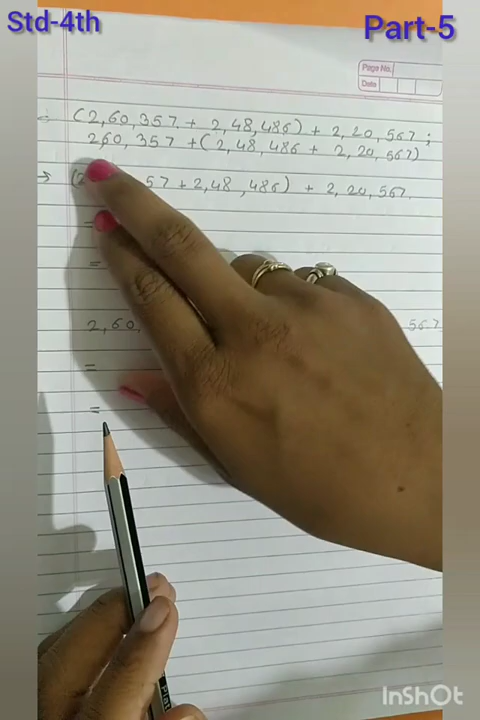 Std-4th
Part-5
Page No.
Date
(2,60,357 + 2,48,486) + 2,20,567;
260,357 + (2,48,486 + 2,20,567)
→ (2 57 + 2,48,486) + 2,20,567.
=
=
2,60, 567
=
=
InShOt